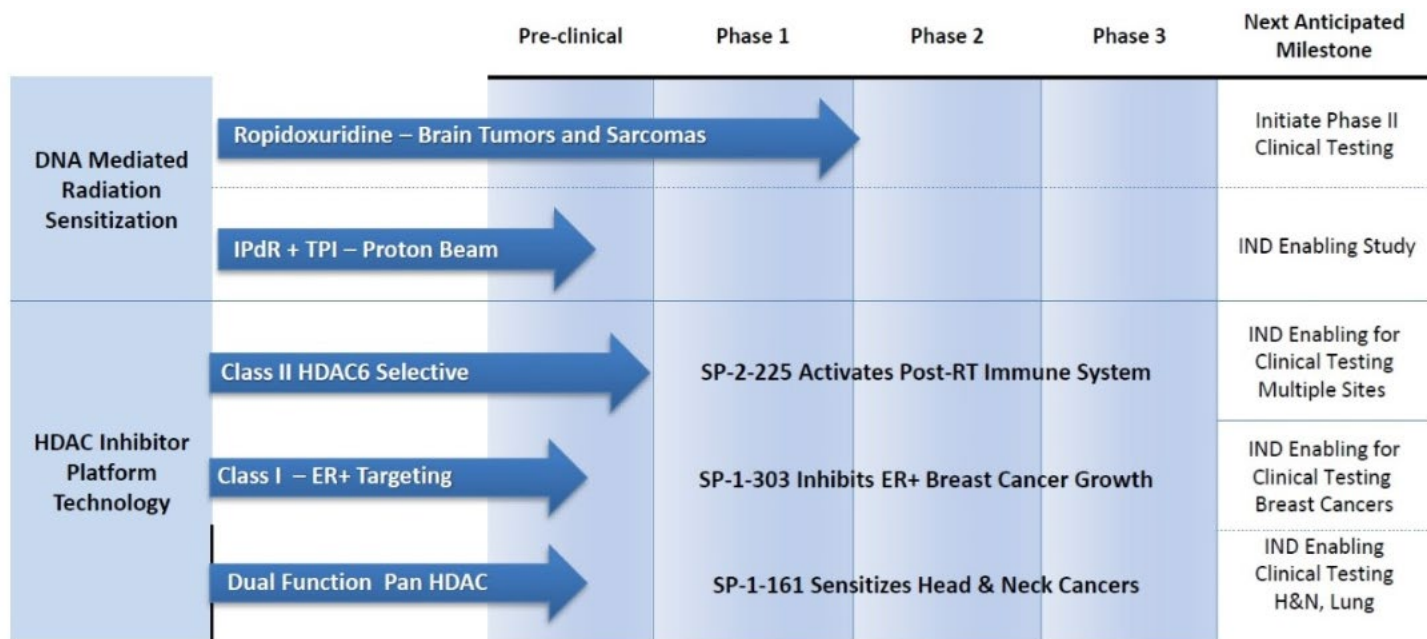 Pre-clinical
Phase 1
Phase 2
Phase 3
Next Anticipated
Milestone
DNA Mediated
Radiation
Sensitization
Ropidoxuridine – Brain Tumors and Sarcomas
Initiate Phase II
Clinical Testing
IPdR + TPI – Proton Beam
IND Enabling Study
HDAC Inhibitor
Platform
Technology
Class II HDAC6 Selective
SP-2-225 Activates Post-RT Immune System
IND Enabling for
Clinical Testing
Multiple Sites
Class I – ER+ Targeting
SP-1-303 Inhibits ER+ Breast Cancer Growth
IND Enabling for
Clinical Testing
Breast Cancers
Dual Function Pan HDAC
SP-1-161 Sensitizes Head & Neck Cancers
IND Enabling
Clinical Testing
H&N, Lung